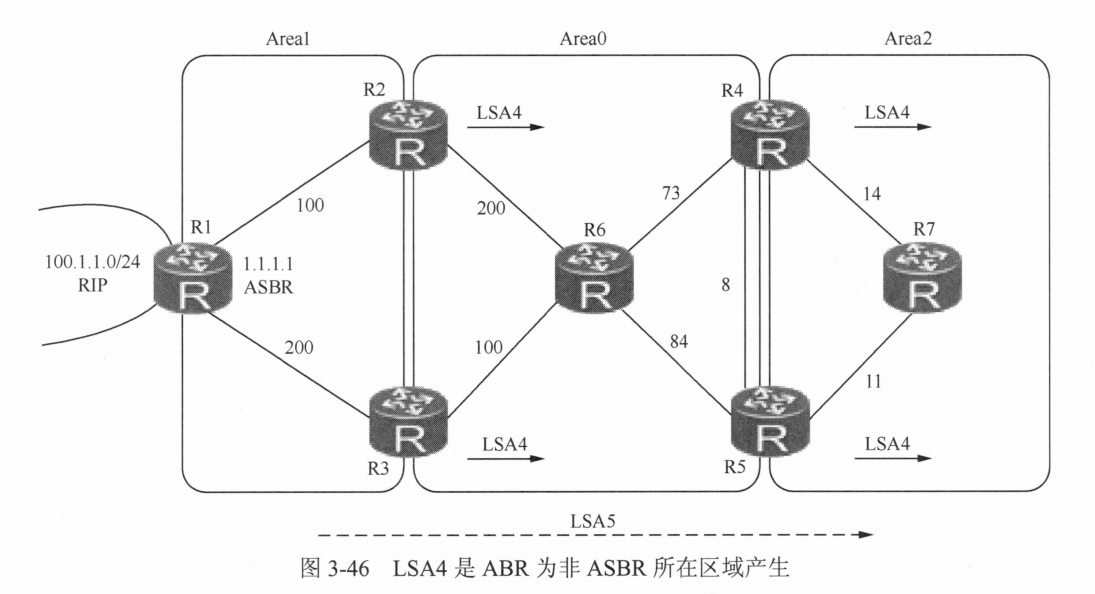 Area1 Area0 Area2
R2 LSA4 R4 LSA4
100 200 73 14
R1 R6 R7
100.1.1.0/24 1.1.1.1
RIP ASBR
8
200 100 84 11
R3 LSA4 R5 LSA4
LSA5
图 3-46 LSA4 是 ABR 为非 ASBR 所在区域产生